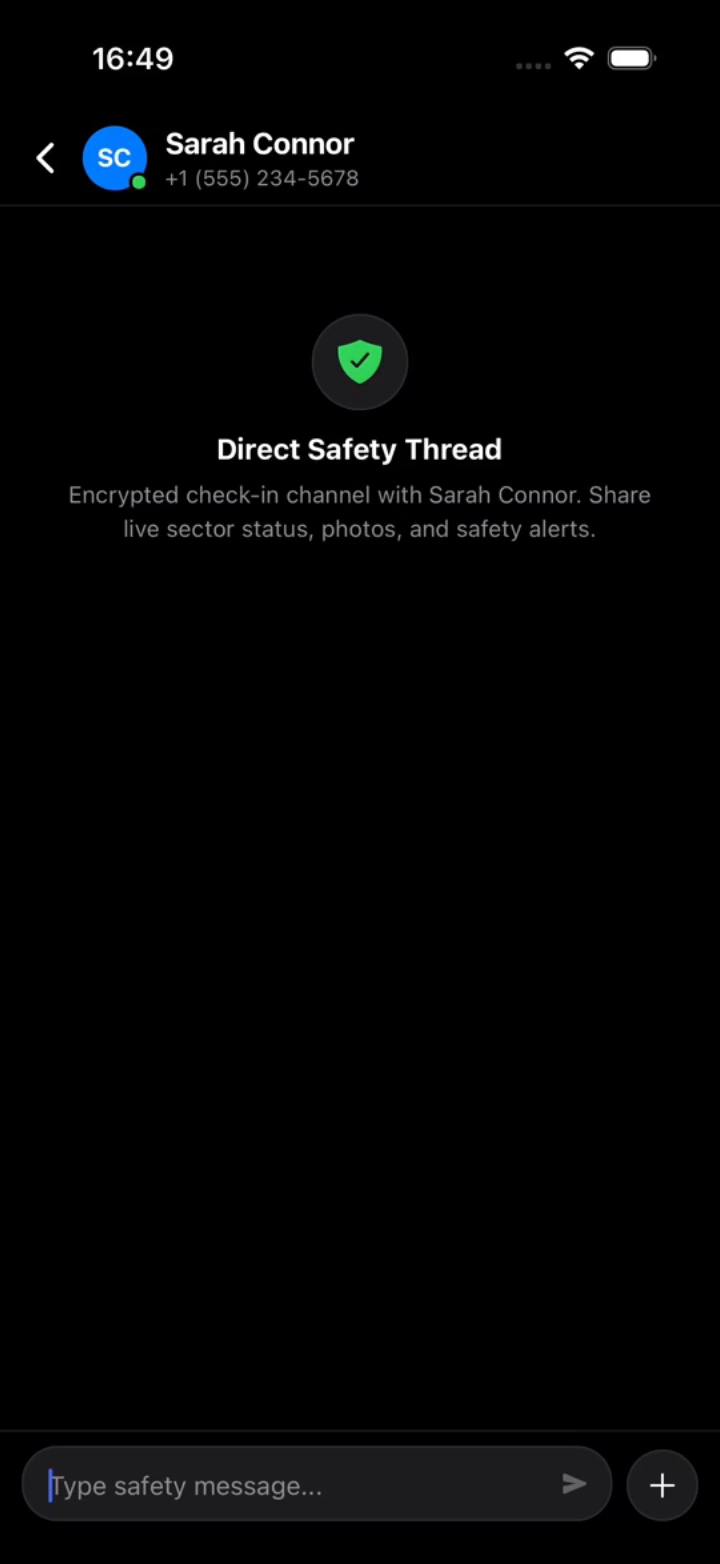 16:49
SC
Sarah Connor
+1 (555) 234-5678
Direct Safety Thread
Encrypted check-in channel with Sarah Connor. Share
live sector status, photos, and safety alerts.
Type safety message...